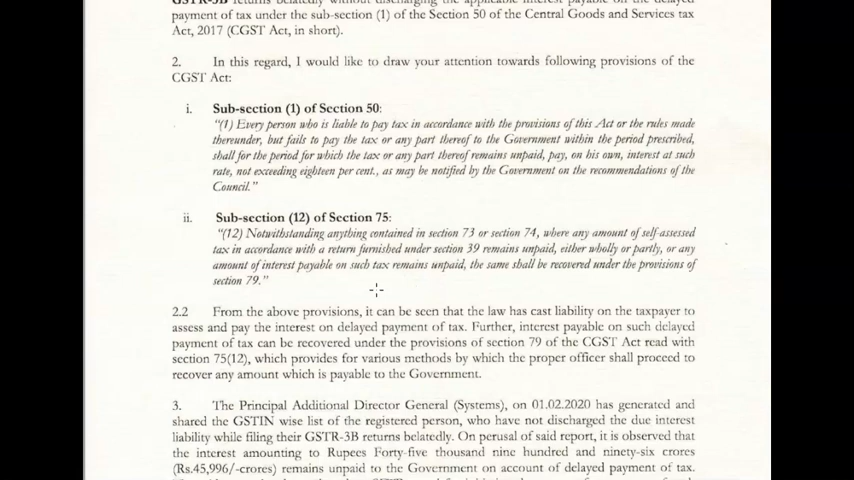 GSTR-3B returns belatedly without discharging the applicable interest payable on the delayed
payment of tax under the sub-section (1) of the Section 50 of the Central Goods and Services tax
Act, 2017 (CGST Act, in short).
2. In this regard, I would like to draw your attention towards following provisions of the
CGST Act:
i. Sub-section (1) of Section 50:
“(1) Every person who is liable to pay tax in accordance with the provisions of this Act or the rules made
thereunder, but fails to pay the tax or any part thereof to the Government within the period prescribed,
shall for the period for which the tax or any part thereof remains unpaid, pay, on his own, interest at such
rate, not exceeding eighteen per cent., as may be notified by the Government on the recommendations of the
Council.”
ii. Sub-section (12) of Section 75:
“(12) Notwithstanding anything contained in section 73 or section 74, where any amount of self-assessed
tax in accordance with a return furnished under section 39 remains unpaid, either wholly or partly, or any
amount of interest payable on such tax remains unpaid, the same shall be recovered under the provisions of
section 79.”
2.2 From the above provisions, it can be seen that the law has cast liability on the taxpayer to
assess and pay the interest on delayed payment of tax. Further, interest payable on such delayed
payment of tax can be recovered under the provisions of section 79 of the CGST Act read with
section 75(12), which provides for various methods by which the proper officer shall proceed to
recover any amount which is payable to the Government.
3. The Principal Additional Director General (Systems), on 01.02.2020 has generated and
shared the GSTIN wise list of the registered person, who have not discharged the due interest
liability while filing their GSTR-3B returns belatedly. On perusal of said report, it is observed that
the interest amounting to Rupees Forty-five thousand nine hundred and ninety-six crores
(Rs.45,996/-crores) remains unpaid to the Government on account of delayed payment of tax.